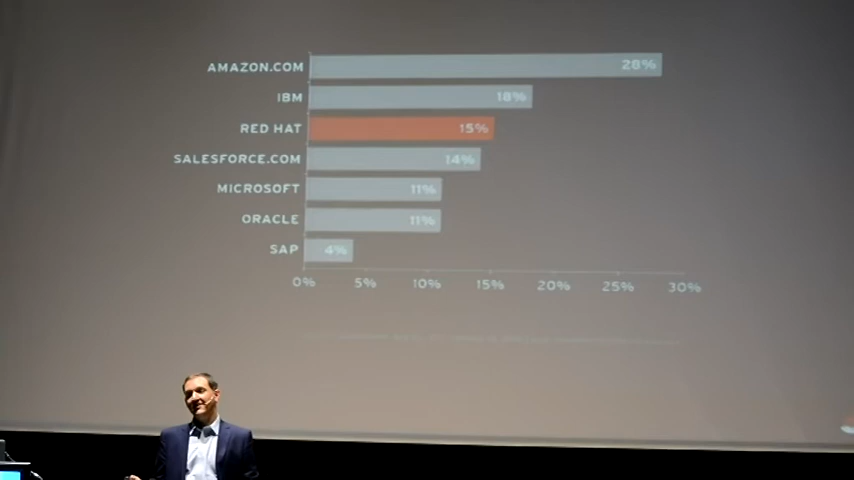 AMAZON.COM 28%
IBM 18%
RED HAT 15%
SALESFORCE.COM 14%
MICROSOFT 11%
ORACLE 11%
SAP 4%
0% 5% 10% 15% 20% 25% 30%